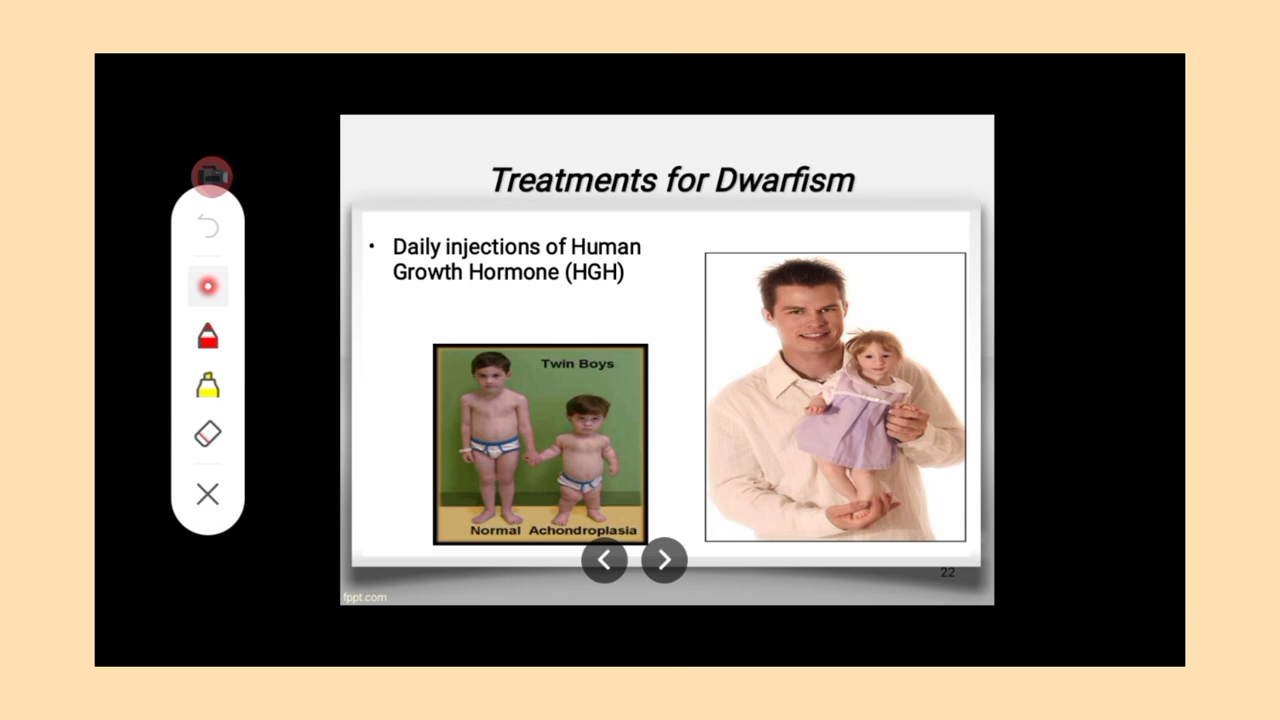 Treatments for Dwarfism
• Daily injections of Human
Growth Hormone (HGH)
Twin Boys
Normal Achondroplasia
22
fppt.com